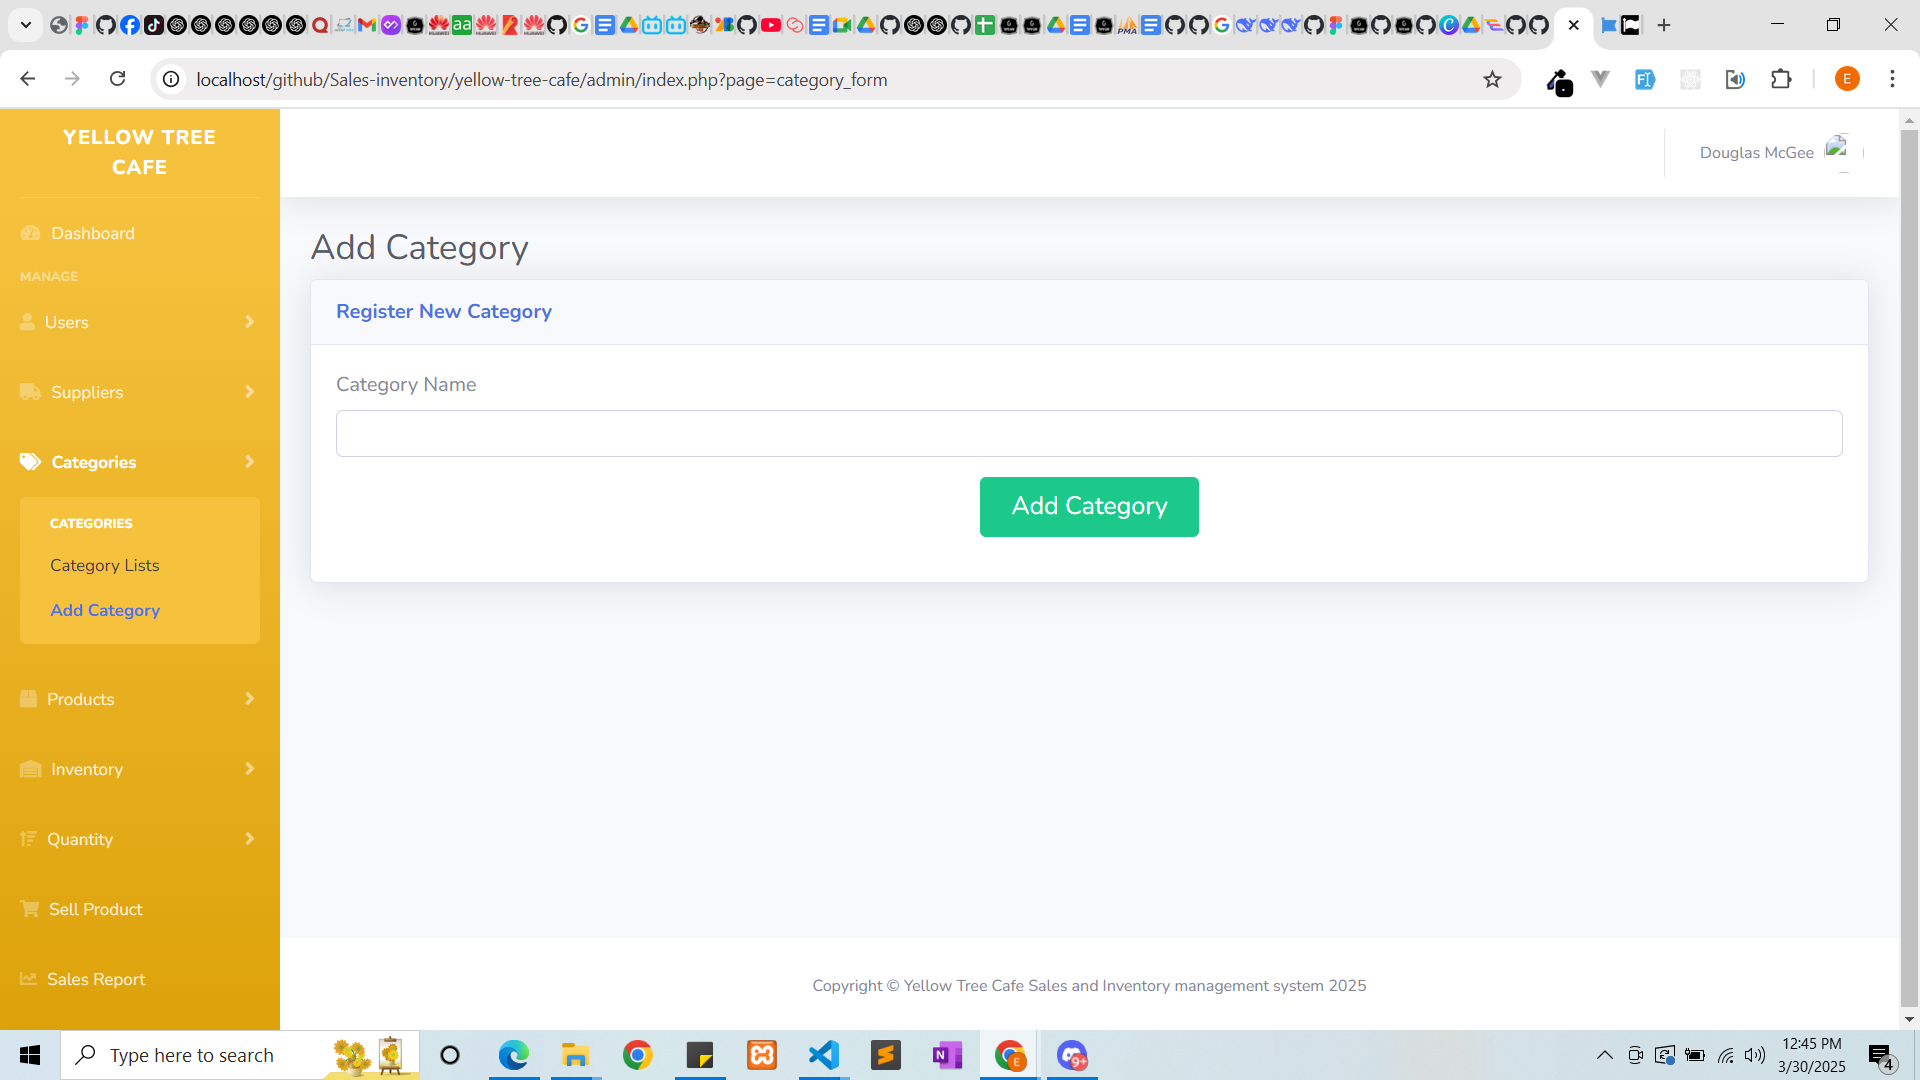 localhost/github/Sales-inventory/yellow-tree-cafe/admin/index.php?page=category_form
E
YELLOW TREE
CAFE
Douglas McGee
Dashboard
MANAGE
Users
Suppliers
Categories
CATEGORIES
Category Lists
Add Category
Products
Inventory
Quantity
Sell Product
Sales Report
Add Category
Register New Category
Category Name
Add Category
Copyright © Yellow Tree Cafe Sales and Inventory management system 2025
Type here to search
9+
12:45 PM
3/30/2025
4